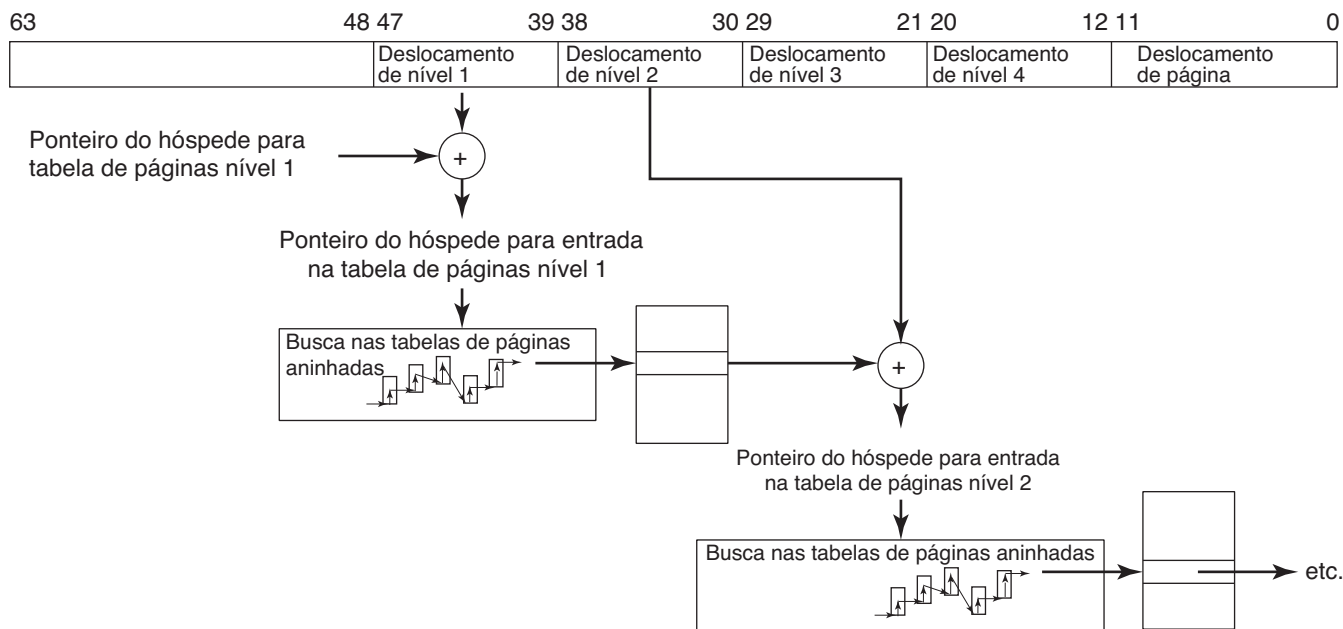 63 48 47 39 38 30 29 21 20 12 11 0
Deslocamento de nível 1
Deslocamento de nível 2
Deslocamento de nível 3
Deslocamento de nível 4
Deslocamento de página
Ponteiro do hóspede para
tabela de páginas nível 1
+
Ponteiro do hóspede para entrada
na tabela de páginas nível 1
Busca nas tabelas de páginas
aninhadas
+
Ponteiro do hóspede para entrada
na tabela de páginas nível 2
Busca nas tabelas de páginas aninhadas
etc.